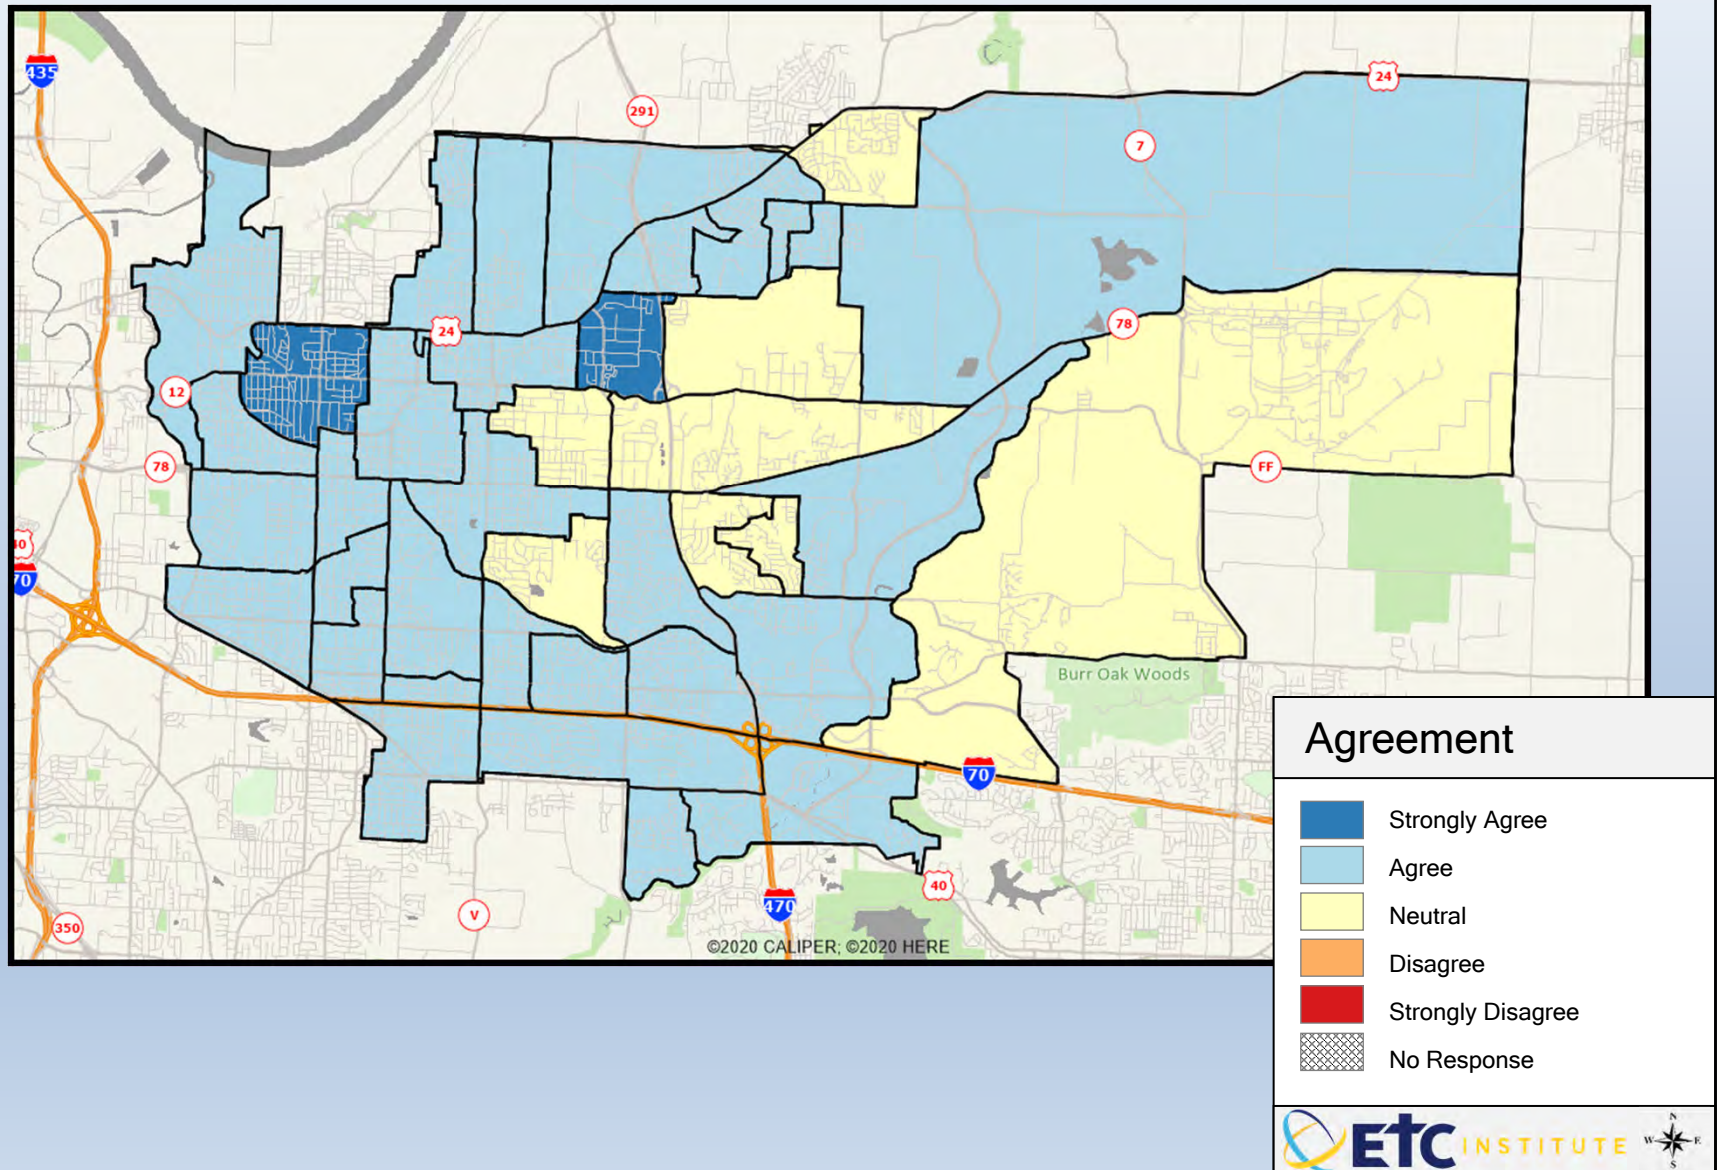 435
24
291
7
24
78
12
78
FF
40
70
Burr Oak Woods
70
40
470
V
350
©2020 CALIPER; ©2020 HERE
Agreement
Strongly Agree
Agree
Neutral
Disagree
Strongly Disagree
No Response
ETC INSTITUTE
N
W E
S